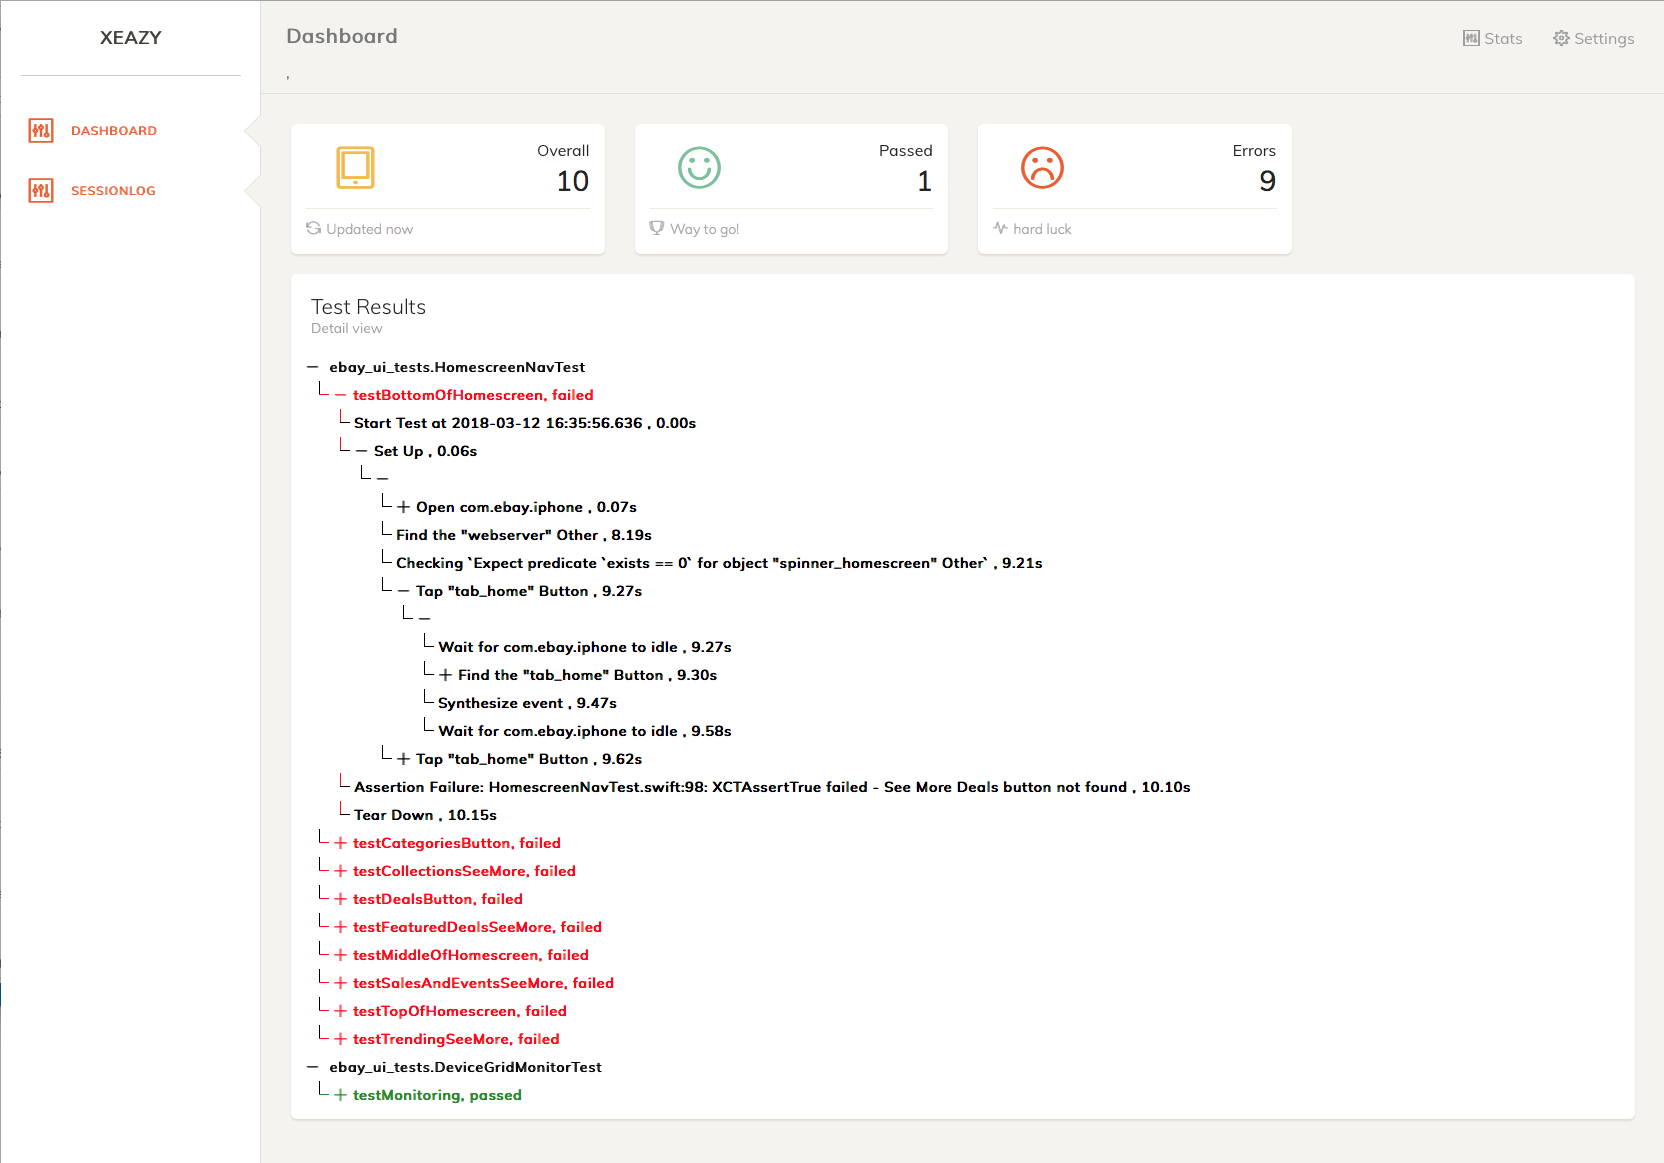 XEAZY
Dashboard
Stats
Settings
,
DASHBOARD
SESSIONLOG
Overall
10
Updated now
Passed
1
Way to go!
Errors
9
hard luck
Test Results
Detail view
ebay_ui_tests.HomescreenNavTest
testBottomOfHomescreen, failed
Start Test at 2018-03-12 16:35:56.636 , 0.00s
Set Up , 0.06s
Open com.ebay.iphone , 0.07s
Find the "webserver" Other , 8.19s
Checking `Expect predicate `exists == 0` for object "spinner_homescreen" Other` , 9.21s
Tap "tab_home" Button , 9.27s
Wait for com.ebay.iphone to idle , 9.27s
Find the "tab_home" Button , 9.30s
Synthesize event , 9.47s
Wait for com.ebay.iphone to idle , 9.58s
Tap "tab_home" Button , 9.62s
Assertion Failure: HomescreenNavTest.swift:98: XCTAssertTrue failed - See More Deals button not found , 10.10s
Tear Down , 10.15s
testCategoriesButton, failed
testCollectionsSeeMore, failed
testDealsButton, failed
testFeaturedDealsSeeMore, failed
testMiddleOfHomescreen, failed
testSalesAndEventsSeeMore, failed
testTopOfHomescreen, failed
testTrendingSeeMore, failed
ebay_ui_tests.DeviceGridMonitorTest
testMonitoring, passed